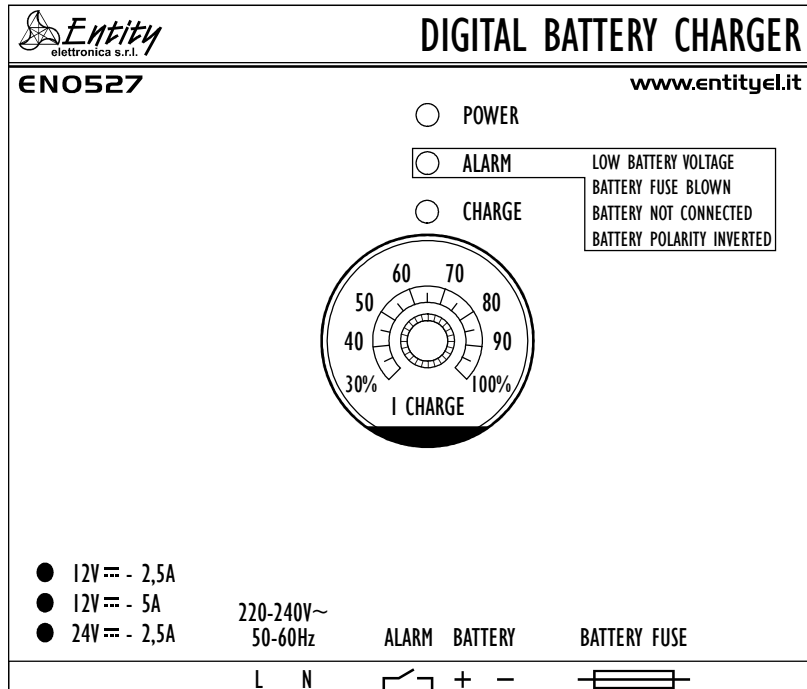 Entity
elettronica s.r.l.
DIGITAL BATTERY CHARGER
EN0527
www.entityel.it
POWER
ALARM
LOW BATTERY VOLTAGE
BATTERY FUSE BLOWN
BATTERY NOT CONNECTED
BATTERY POLARITY INVERTED
CHARGE
60 70
50 80
40 90
30% 100%
I CHARGE
12V⎓ - 2,5A
12V⎓ - 5A
24V⎓ - 2,5A
220-240V~
50-60Hz
ALARM BATTERY BATTERY FUSE
L N + −